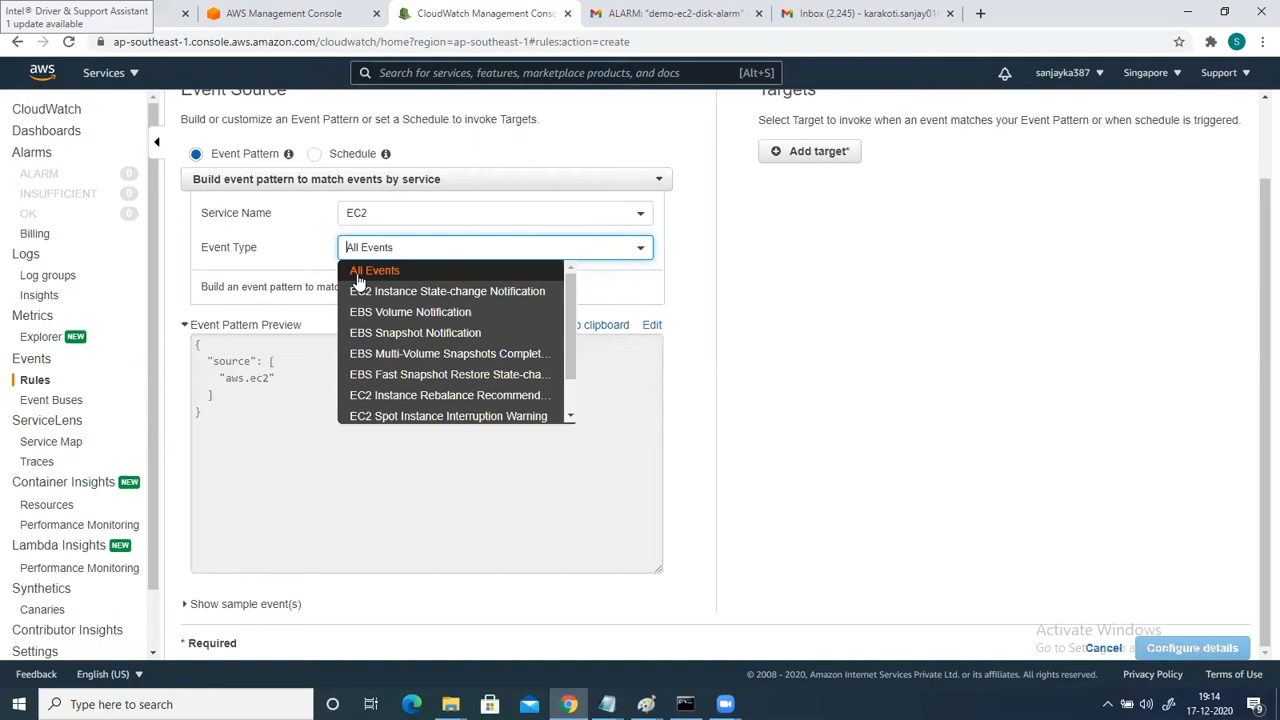 Intel® Driver & Support Assistant
1 update available
AWS Management Console
CloudWatch Management Conso
ALARM: "demo-ec2-disk-alarm"
Inbox (2,245) - karakoti.sanjay01
ap-southeast-1.console.aws.amazon.com/cloudwatch/home?region=ap-southeast-1#rules:action=create
S
aws
Services
Search for services, features, marketplace products, and docs
[Alt+S]
sanjayka387
Singapore
Support
CloudWatch
Dashboards
Alarms
ALARM 0
INSUFFICIENT 0
OK 0
Billing
Logs
Log groups
Insights
Metrics
Explorer NEW
Events
Rules
Event Buses
ServiceLens
Service Map
Traces
Container Insights NEW
Resources
Performance Monitoring
Lambda Insights NEW
Performance Monitoring
Synthetics
Canaries
Contributor Insights
Settings
Event Source
Build or customize an Event Pattern or set a Schedule to invoke Targets.
Event Pattern
Schedule
Build event pattern to match events by service
Service Name
EC2
Event Type
All Events
All Events
EC2 Instance State-change Notification
EBS Volume Notification
EBS Snapshot Notification
EBS Multi-Volume Snapshots Complet...
EBS Fast Snapshot Restore State-cha...
EC2 Instance Rebalance Recommend...
EC2 Spot Instance Interruption Warning
Build an event pattern to mat
Event Pattern Preview
clipboard
Edit
{
"source": [
"aws.ec2"
]
}
Show sample event(s)
* Required
Targets
Select Target to invoke when an event matches your Event Pattern or when schedule is triggered.
Add target*
Activate Windows
Go to Settings to a
Cancel
Configure details
Feedback
English (US)
© 2008 - 2020, Amazon Internet Services Private Ltd. or its affiliates. All rights reserved.
Privacy Policy
Terms of Use
Type here to search
19:14
17-12-2020